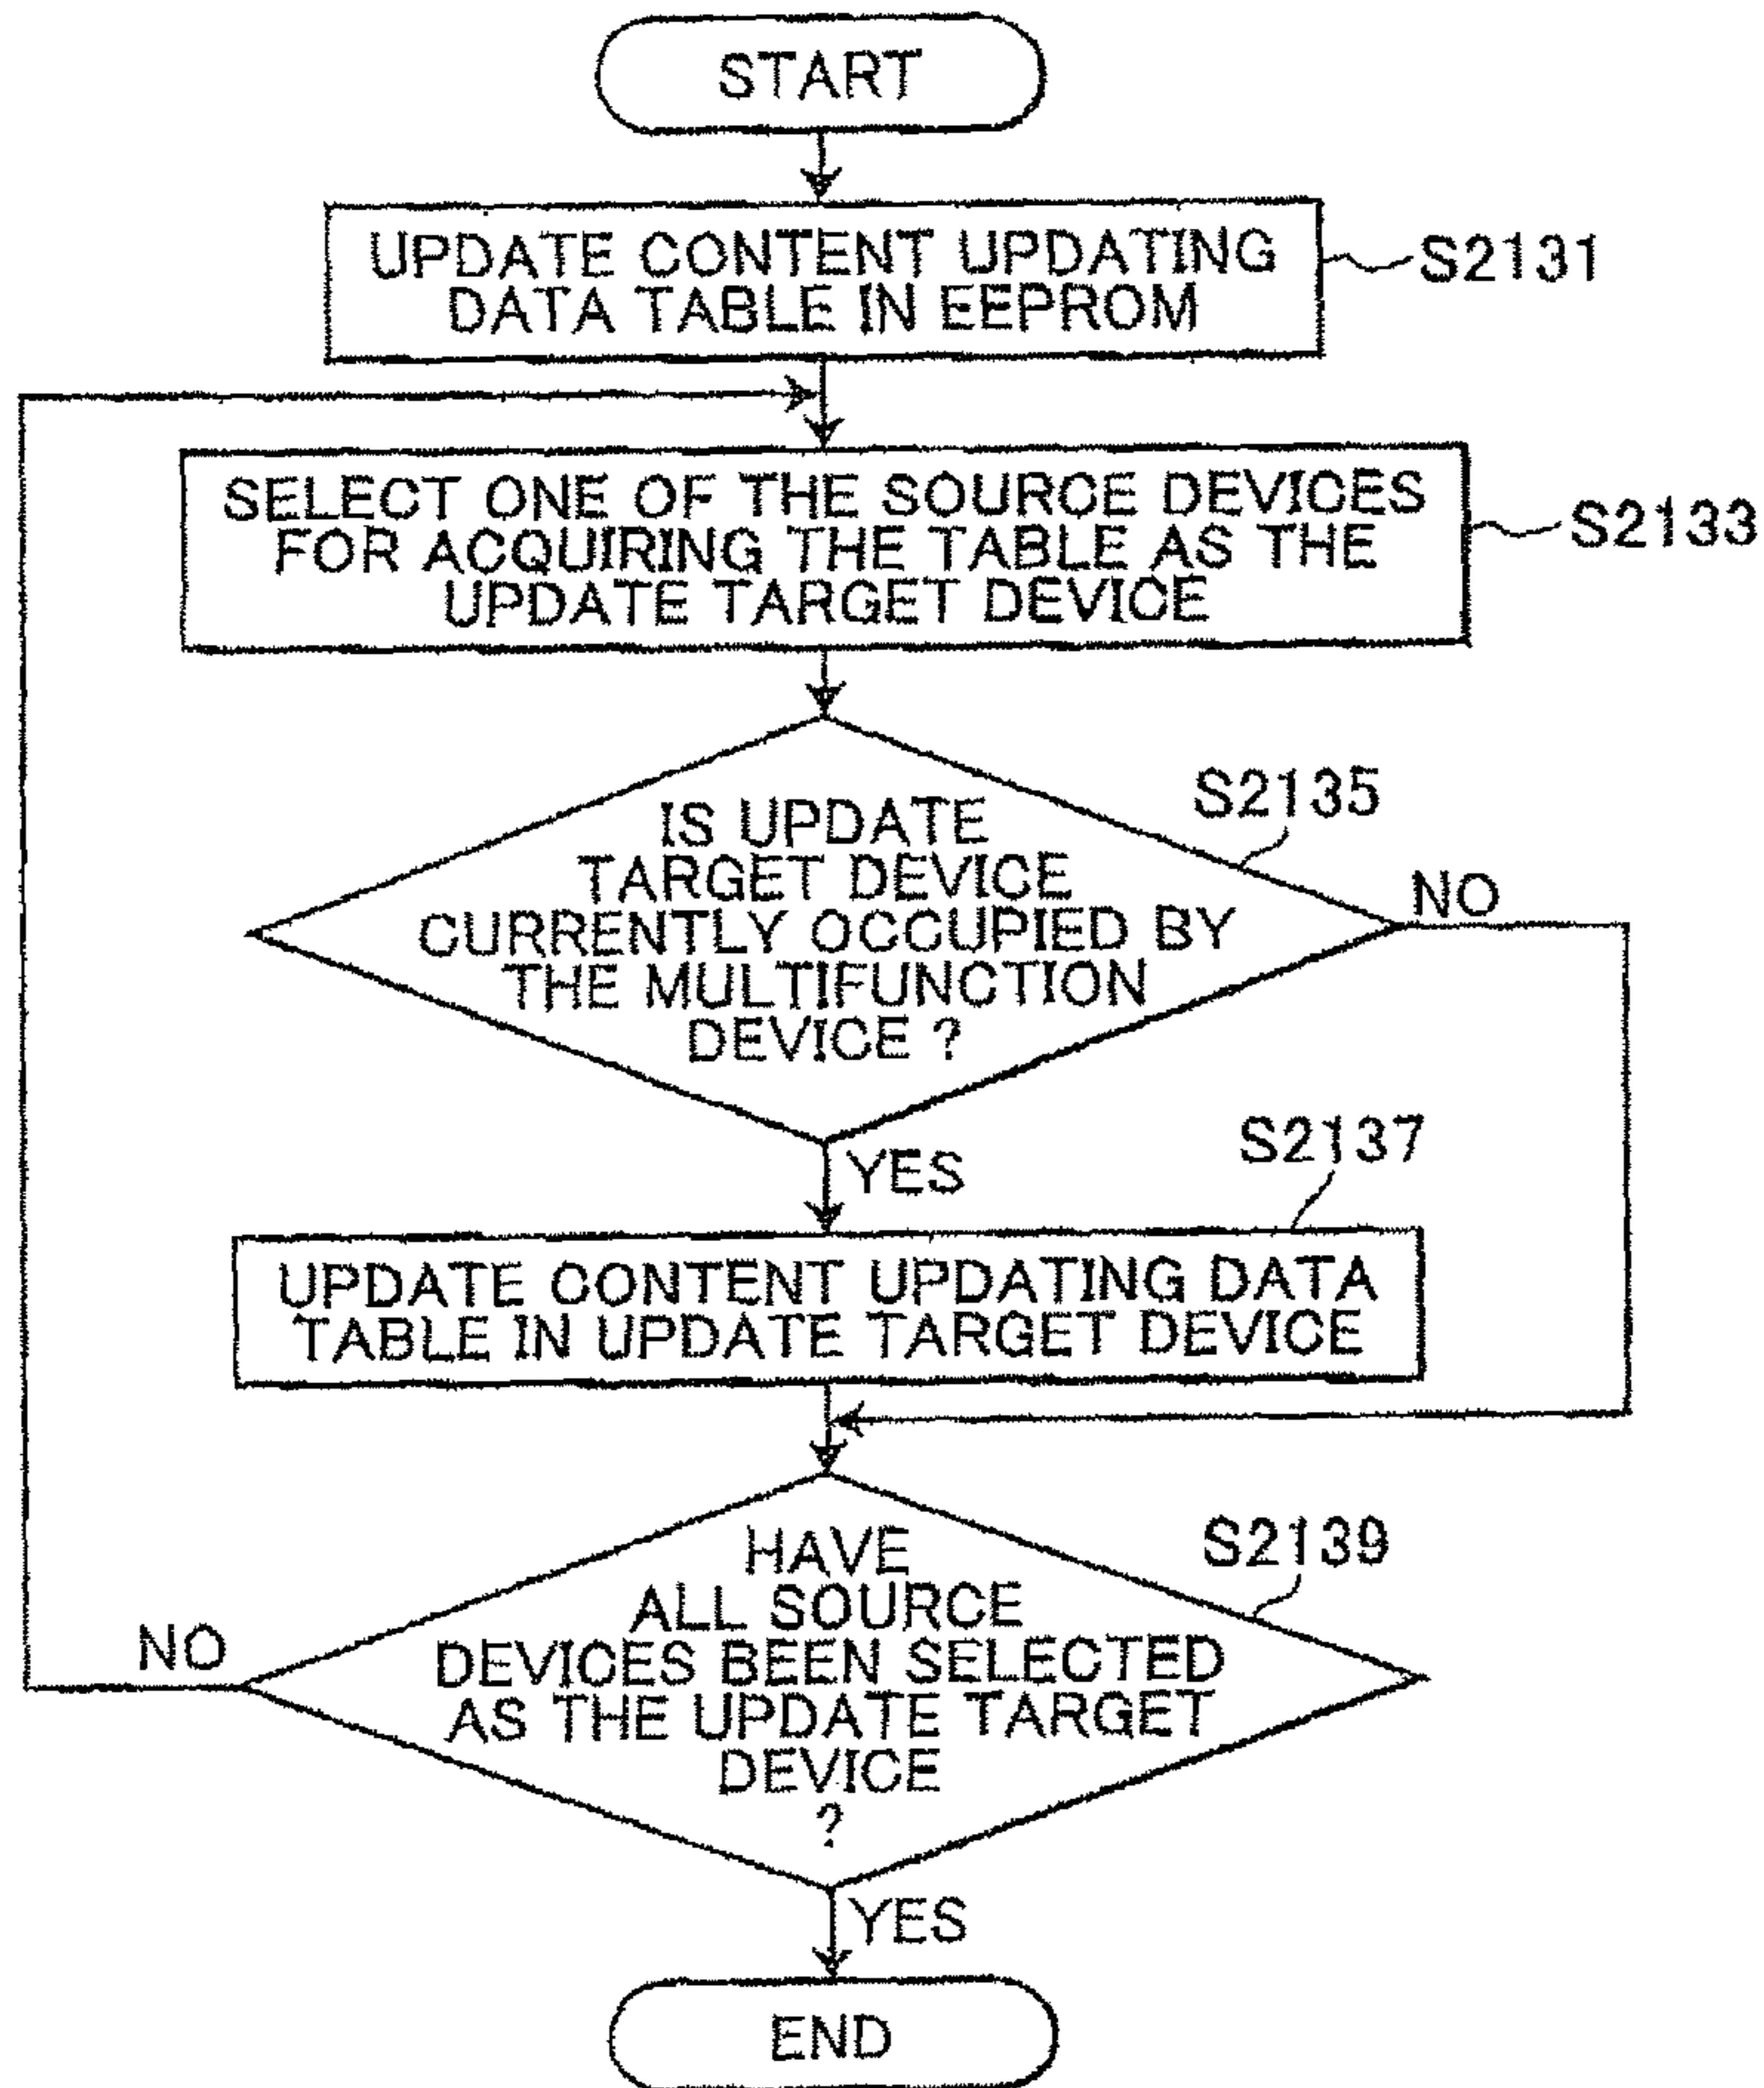 START
UPDATE CONTENT UPDATING
DATA TABLE IN EEPROM
S2131
SELECT ONE OF THE SOURCE DEVICES
FOR ACQUIRING THE TABLE AS THE
UPDATE TARGET DEVICE
S2133
IS UPDATE
TARGET DEVICE
CURRENTLY OCCUPIED BY
THE MULTIFUNCTION
DEVICE ?
S2135
NO
YES
S2137
UPDATE CONTENT UPDATING DATA
TABLE IN UPDATE TARGET DEVICE
HAVE
ALL SOURCE
DEVICES BEEN SELECTED
AS THE UPDATE TARGET
DEVICE
?
S2139
NO
YES
END